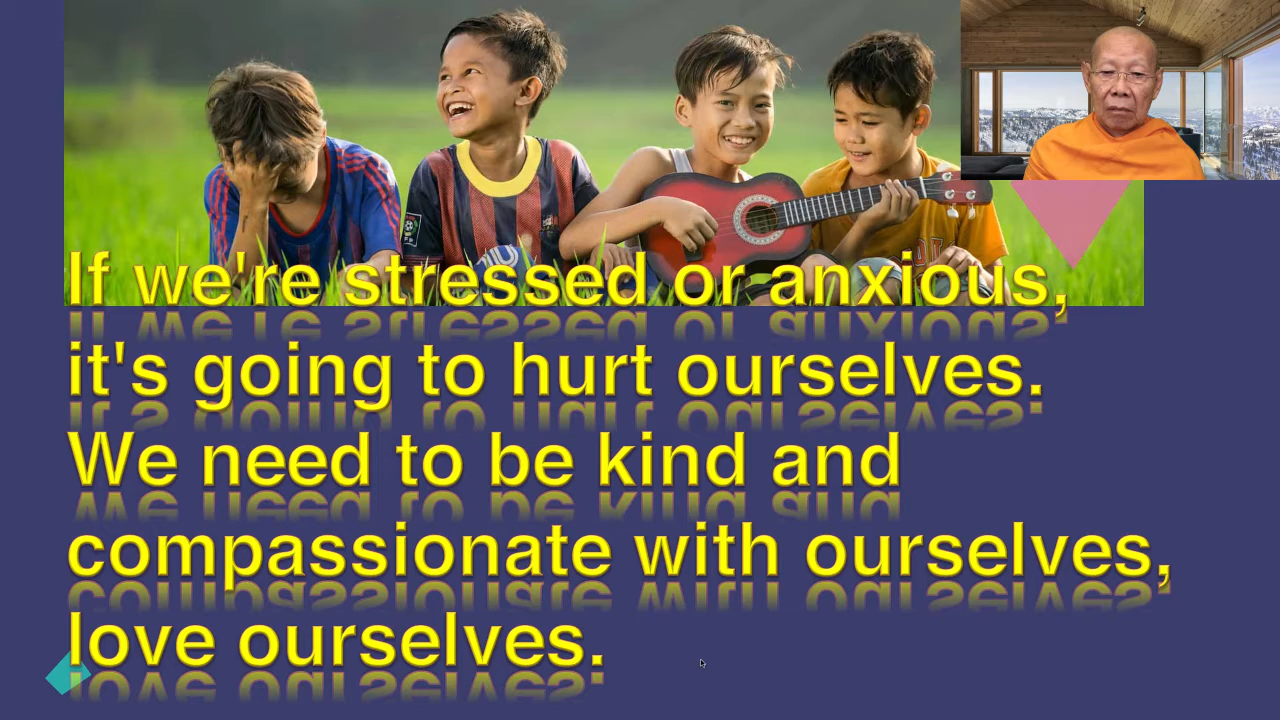 If we're stressed or anxious,
it's going to hurt ourselves.
We need to be kind and
compassionate with ourselves,
love ourselves.